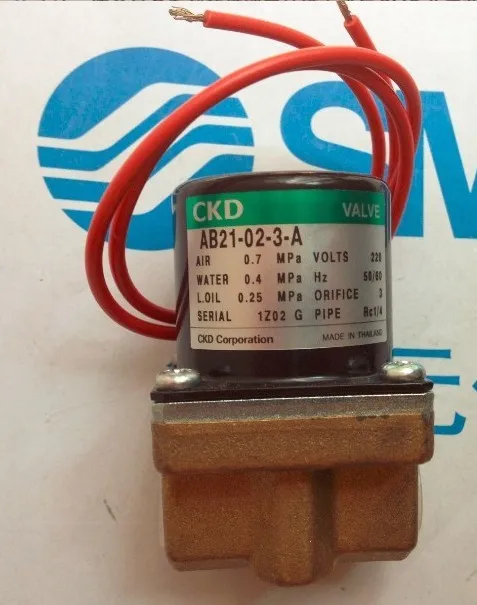 SM
CKD VALVE
AB21-02-3-A
AIR 0.7 MPa VOLTS 220
WATER 0.4 MPa Hz 50/60
L.OIL 0.25 MPa ORIFICE 3
SERIAL 1Z02 G PIPE Rc1/4
CKD Corporation MADE IN THAILAND